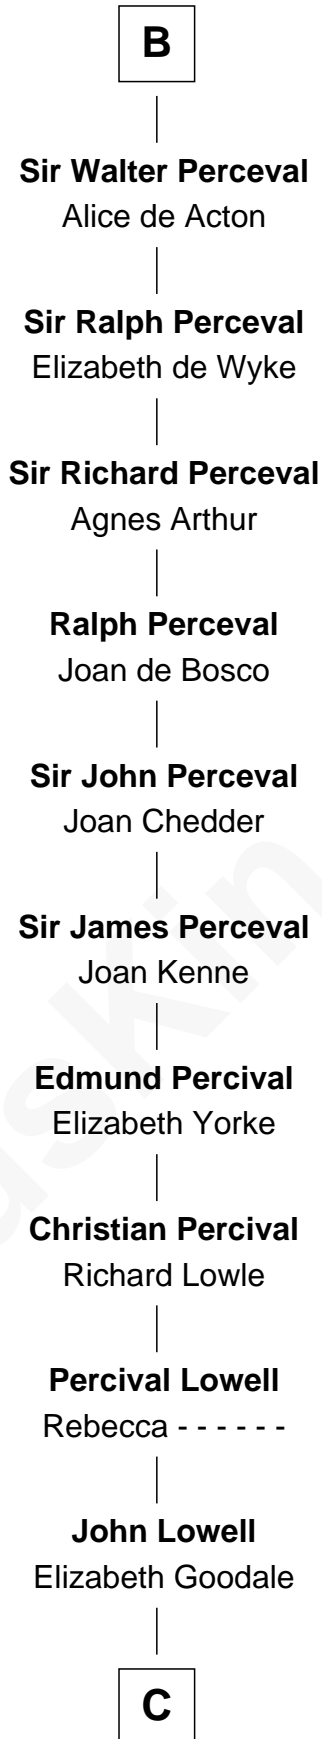 B
Sir Walter Perceval
Alice de Acton
Sir Ralph Perceval
Elizabeth de Wyke
Sir Richard Perceval
Agnes Arthur
Ralph Perceval
Joan de Bosco
Sir John Perceval
Joan Chedder
Sir James Perceval
Joan Kenne
Edmund Percival
Elizabeth Yorke
Christian Percival
Richard Lowle
Percival Lowell
Rebecca - - - - - -
John Lowell
Elizabeth Goodale
C